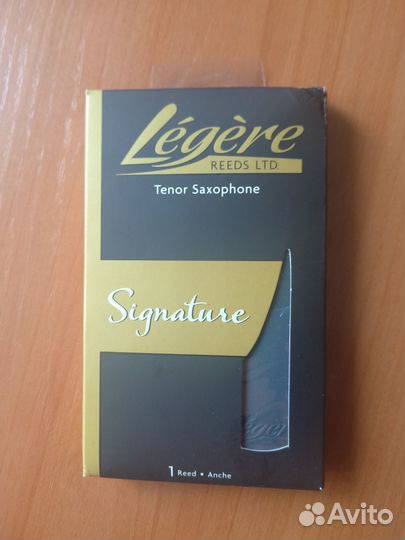 Légère
REEDS LTD.
Tenor Saxophone
Signature
1 Reed • Anche
Avito